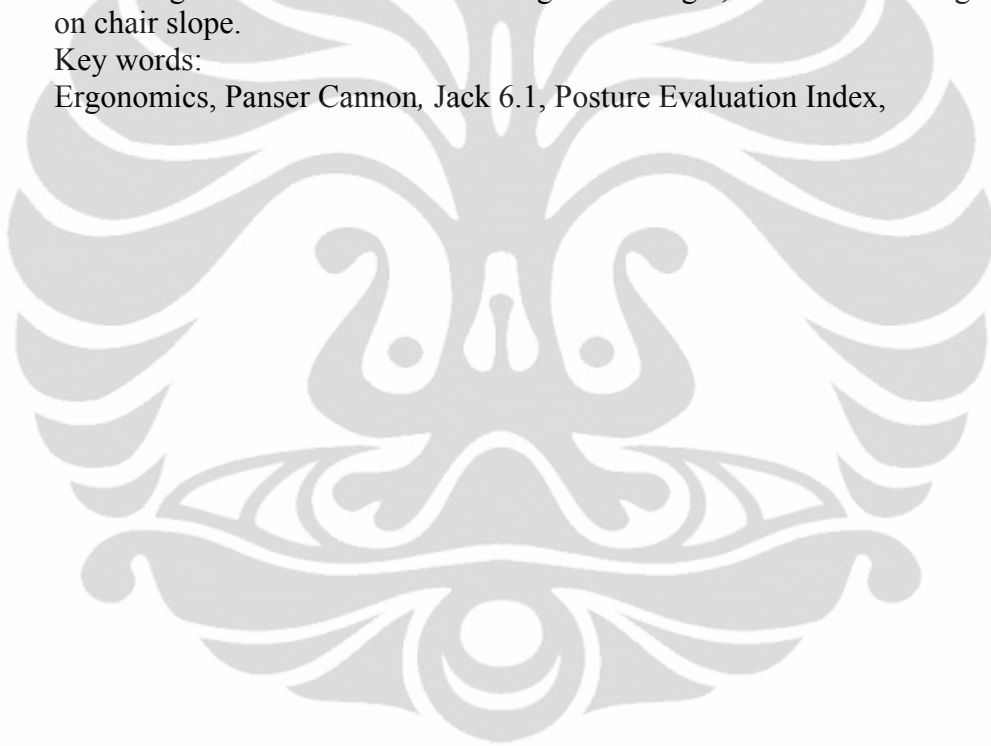 on chair slope.
Key words:
Ergonomics, Panser Cannon, Jack 6.1, Posture Evaluation Index,